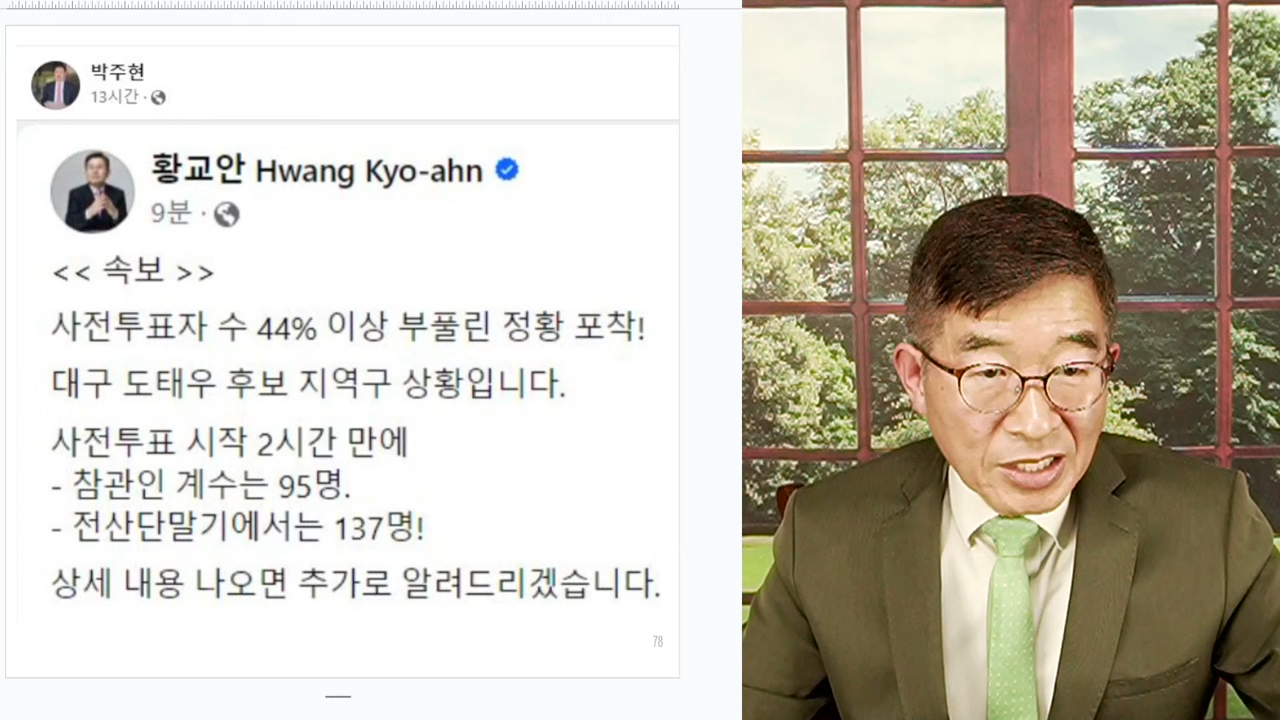 박주현
13시간 ·
황교안 Hwang Kyo-ahn
9분 ·
<< 속보 >>
사전투표자 수 44% 이상 부풀린 정황 포착!
대구 도태우 후보 지역구 상황입니다.
사전투표 시작 2시간 만에
- 참관인 계수는 95명.
- 전산단말기에서는 137명!
상세 내용 나오면 추가로 알려드리겠습니다.
78